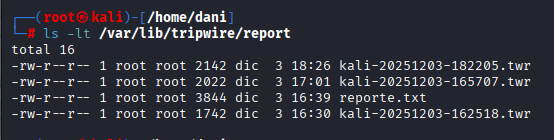 ┌──(root㉿kali)-[/home/dani]
└─# ls -lt /var/lib/tripwire/report
total 16
-rw-r--r-- 1 root root 2142 dic  3 18:26 kali-20251203-182205.twr
-rw-r--r-- 1 root root 2022 dic  3 17:01 kali-20251203-165707.twr
-rw-r--r-- 1 root root 3844 dic  3 16:39 reporte.txt
-rw-r--r-- 1 root root 1742 dic  3 16:30 kali-20251203-162518.twr